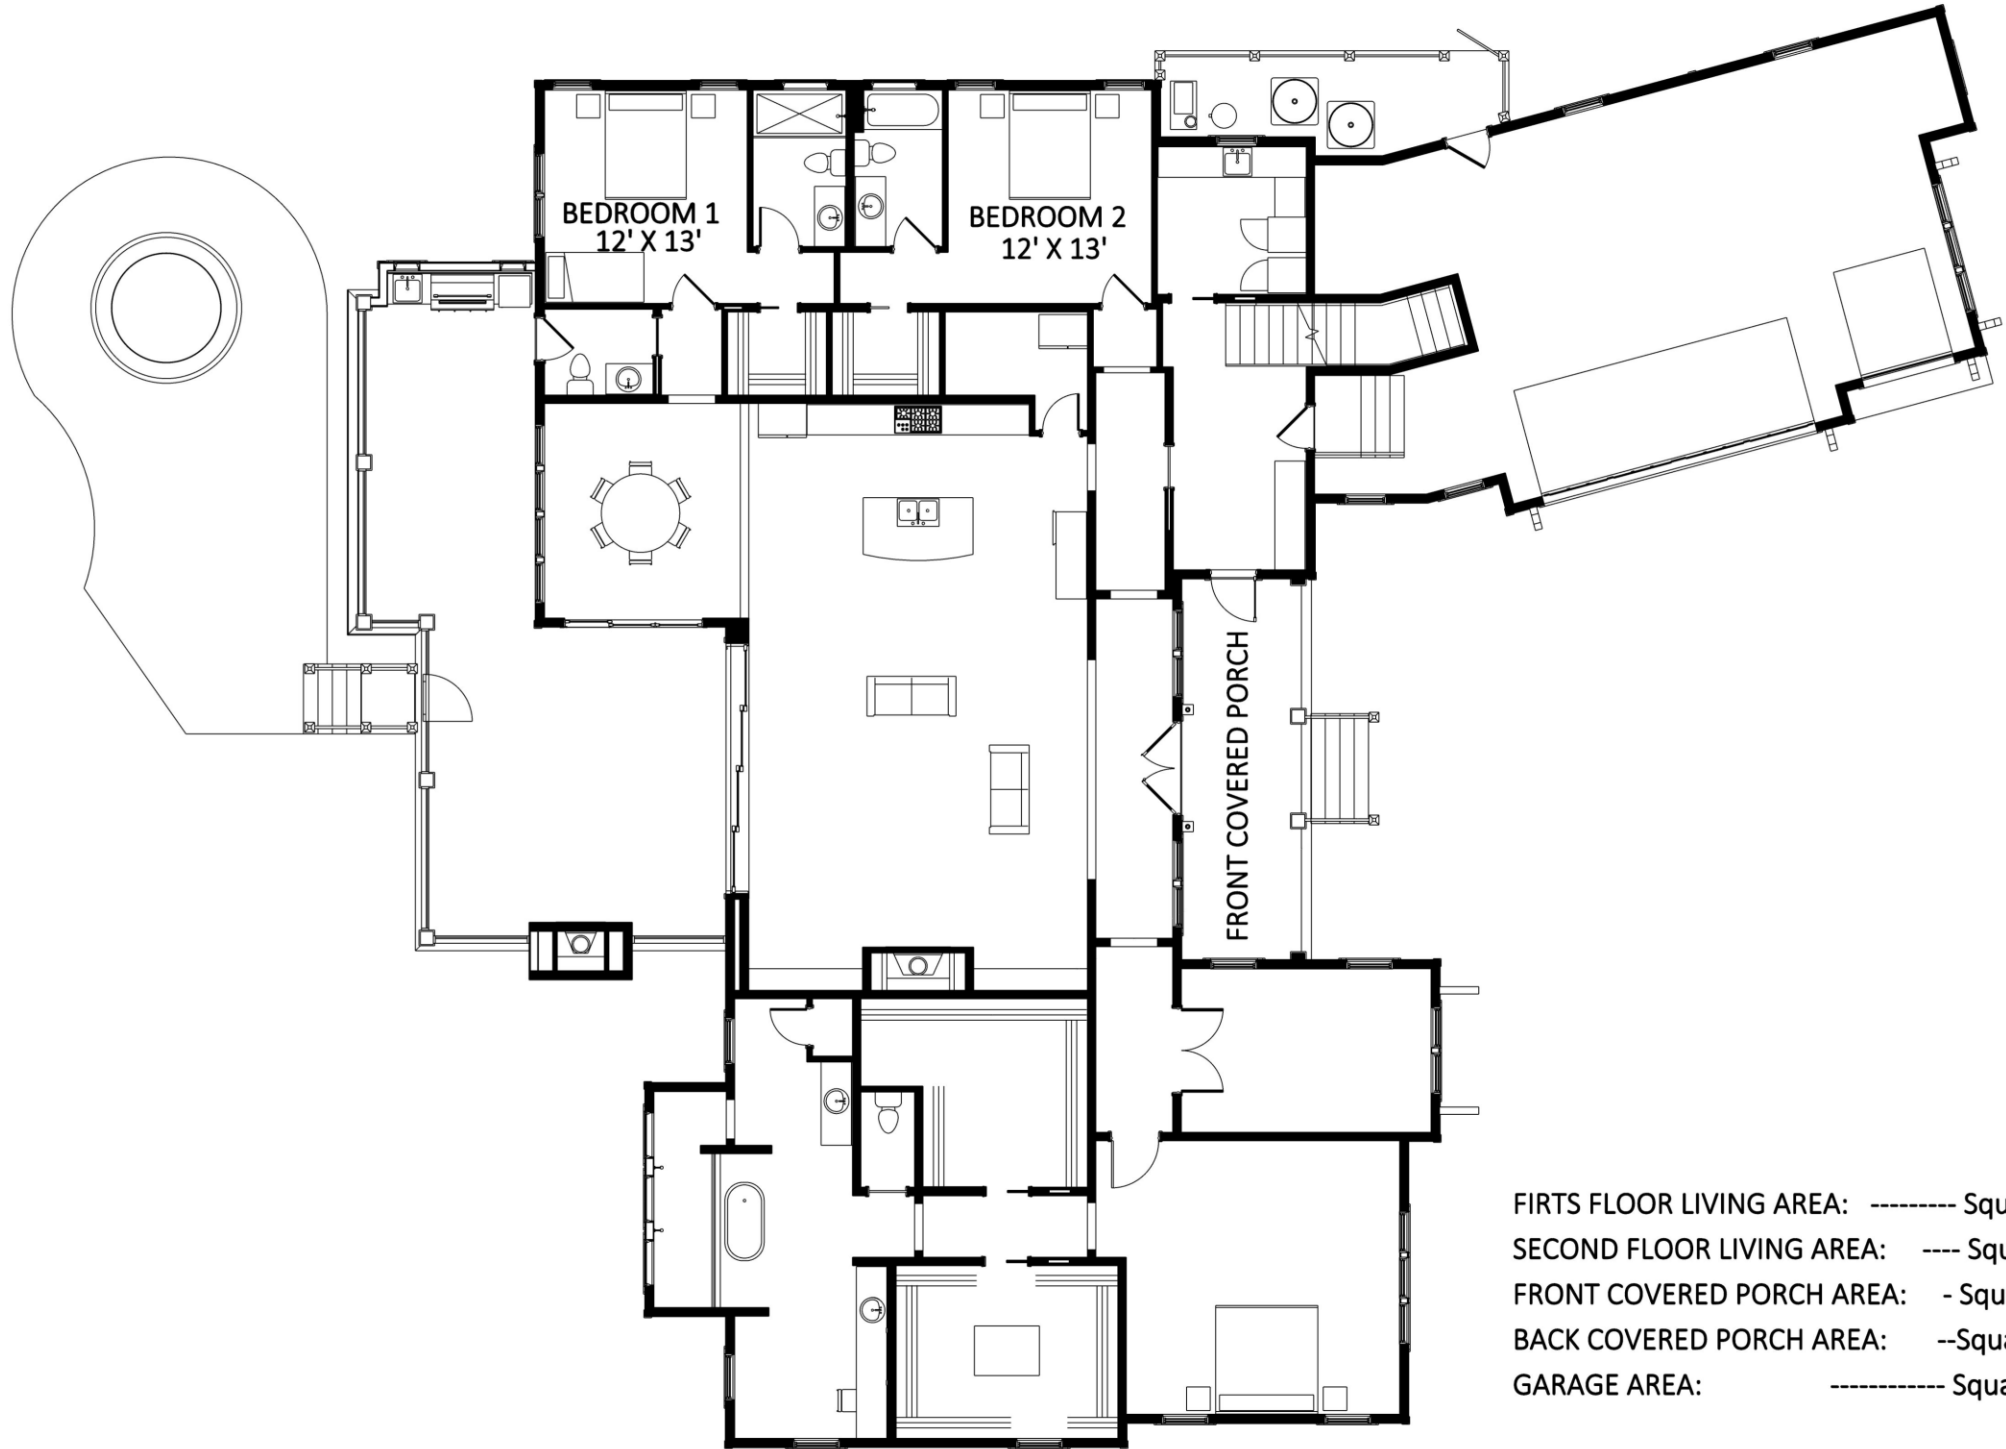 BEDROOM 1
12' X 13'
BEDROOM 2
12' X 13'
FRONT COVERED PORCH
FIRTS FLOOR LIVING AREA: --------- Squ
SECOND FLOOR LIVING AREA: ---- Squ
FRONT COVERED PORCH AREA: - Squ
BACK COVERED PORCH AREA: --Squa
GARAGE AREA: ------------ Squa